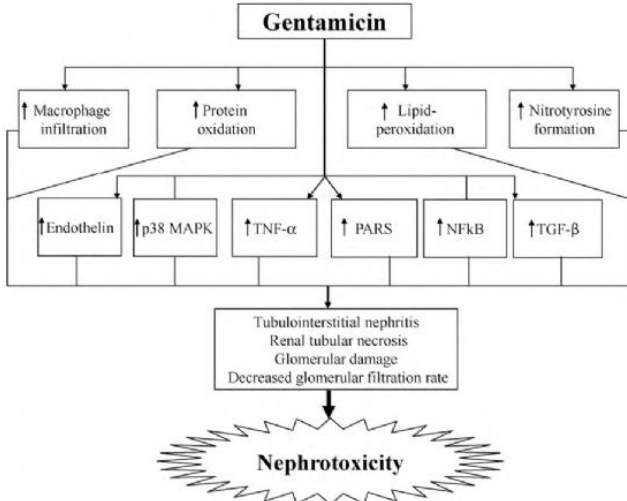 Gentamicin
↑ Macrophage
infiltration
↑ Protein
oxidation
↑ Lipid-
peroxidation
↑ Nitrotyrosine
formation
↑Endothelin
↑p38 MAPK
↑TNF-α
↑ PARS
↑NFkB
↑TGF-β
Tubulointerstitial nephritis
Renal tubular necrosis
Glomerular damage
Decreased glomerular filtration rate
Nephrotoxicity